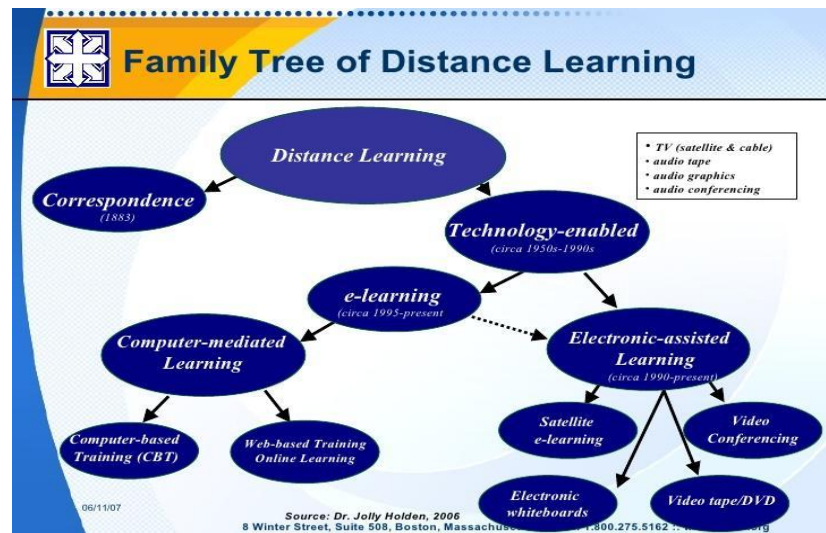 Family Tree of Distance Learning
Distance Learning
• TV (satellite & cable)
• audio tape
• audio graphics
• audio conferencing
Correspondence
(1883)
Technology-enabled
(circa 1950s-1990s
e-learning
(circa 1995-present
Computer-mediated
Learning
Electronic-assisted
Learning
(circa 1990-present)
Computer-based
Training (CBT)
Web-based Training
Online Learning
Satellite
e-learning
Video
Conferencing
Electronic
whiteboards
Video tape/DVD
06/11/07
Source: Dr. Jolly Holden, 2006
8 Winter Street, Suite 508, Boston, 1.800.275.5162 ::